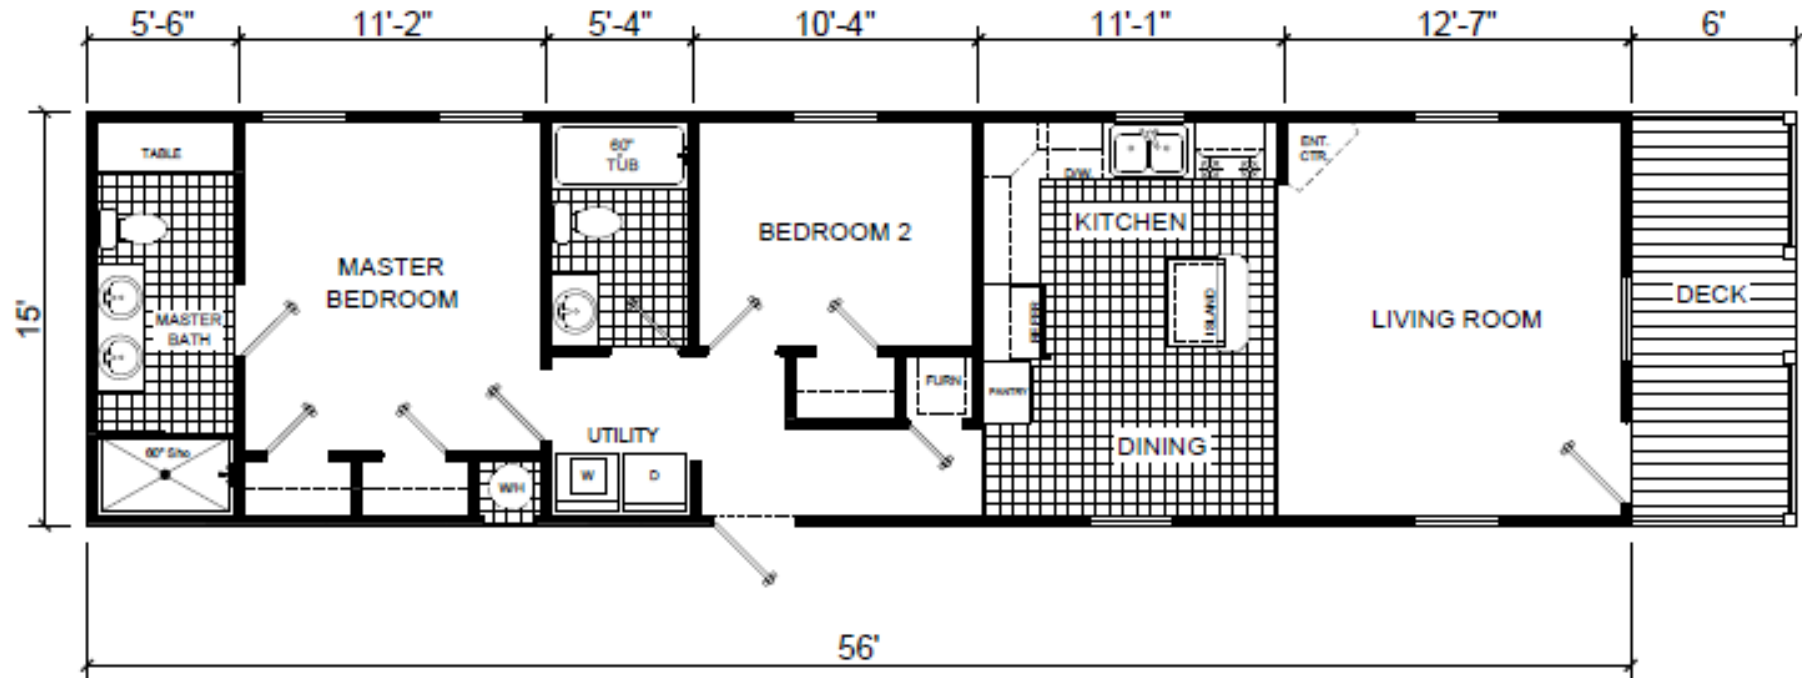 5'-6" 11'-2" 5'-4" 10'-4" 11'-1" 12'-7" 6'
15'
TABLE
MASTER
BATH
60" Sho
MASTER
BEDROOM
W/H
60"
TUB
UTILITY
W D
BEDROOM 2
FURN
D/W
KITCHEN
REFER
ISLAND
PANTRY
DINING
ENT.
CTR.
LIVING ROOM
DECK
56'